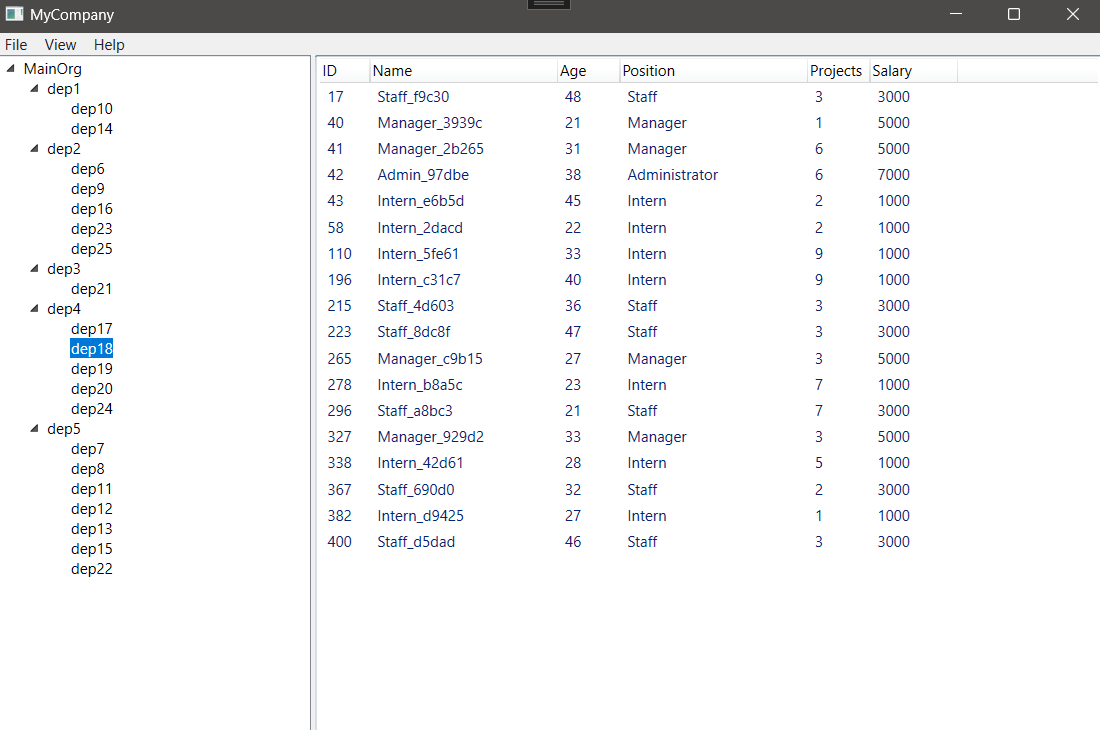 MyCompany
File View Help
MainOrg
dep1
dep10
dep14
dep2
dep6
dep9
dep16
dep23
dep25
dep3
dep21
dep4
dep17
dep18
dep19
dep20
dep24
dep5
dep7
dep8
dep11
dep12
dep13
dep15
dep22
ID Name Age Position Projects Salary
17 Staff_f9c30 48 Staff 3 3000
40 Manager_3939c 21 Manager 1 5000
41 Manager_2b265 31 Manager 6 5000
42 Admin_97dbe 38 Administrator 6 7000
43 Intern_e6b5d 45 Intern 2 1000
58 Intern_2dacd 22 Intern 2 1000
110 Intern_5fe61 33 Intern 9 1000
196 Intern_c31c7 40 Intern 9 1000
215 Staff_4d603 36 Staff 3 3000
223 Staff_8dc8f 47 Staff 3 3000
265 Manager_c9b15 27 Manager 3 5000
278 Intern_b8a5c 23 Intern 7 1000
296 Staff_a8bc3 21 Staff 7 3000
327 Manager_929d2 33 Manager 3 5000
338 Intern_42d61 28 Intern 5 1000
367 Staff_690d0 32 Staff 2 3000
382 Intern_d9425 27 Intern 1 1000
400 Staff_d5dad 46 Staff 3 3000